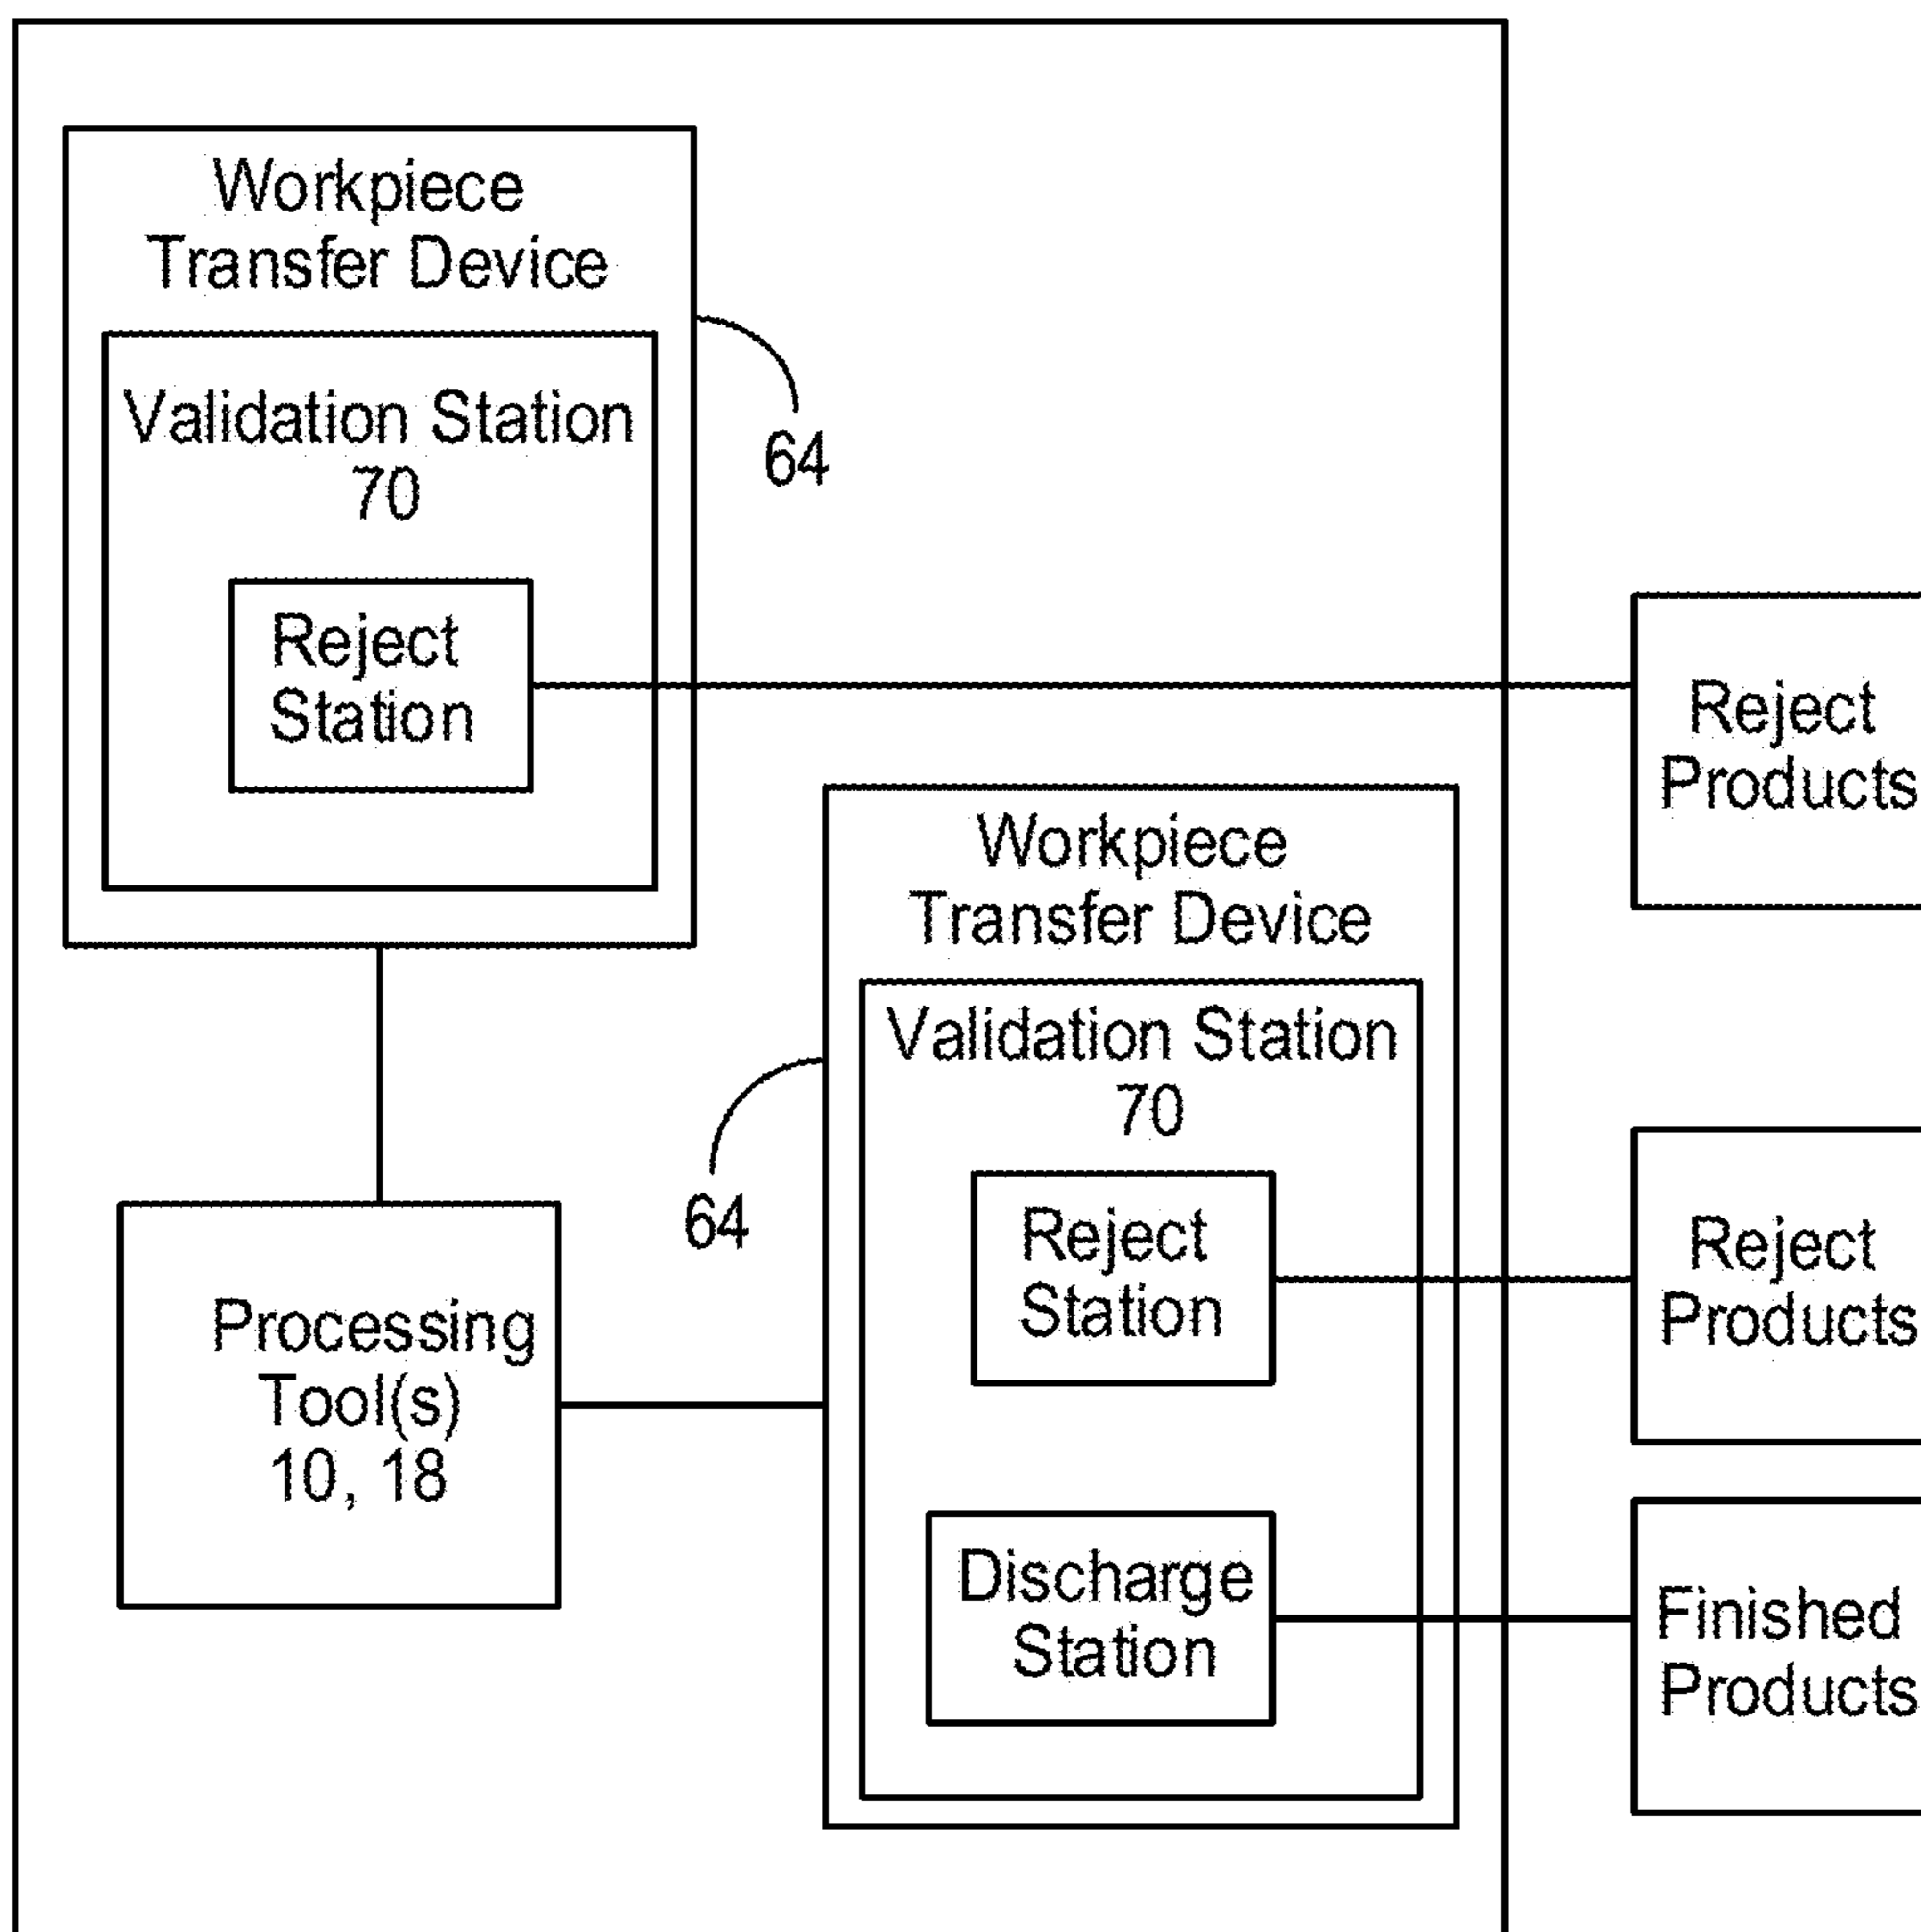 Workpiece
Transfer Device
Validation Station
70
Reject
Station
64
Reject
Products
Workpiece
Transfer Device
Validation Station
70
64
Reject
Station
Reject
Products
Processing
Tool(s)
10, 18
Discharge
Station
Finished
Products